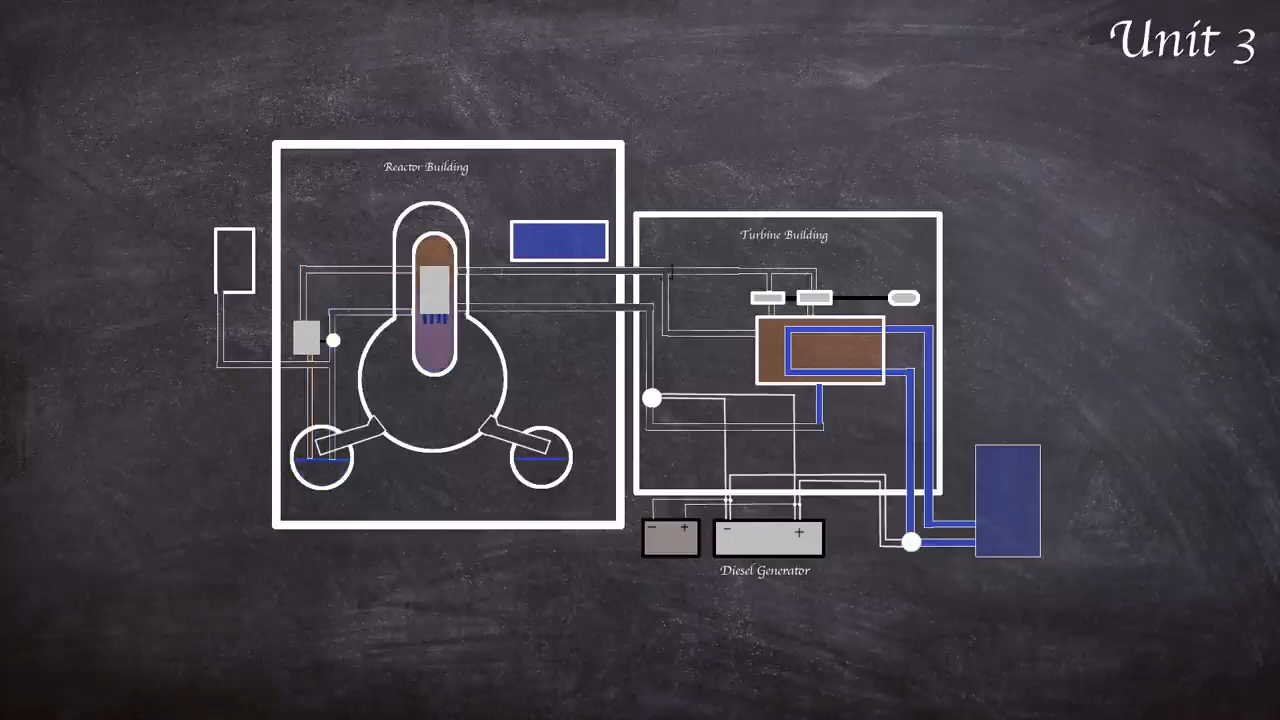 Unit 3
Reactor Building
Turbine Building
- +
- +
Diesel Generator